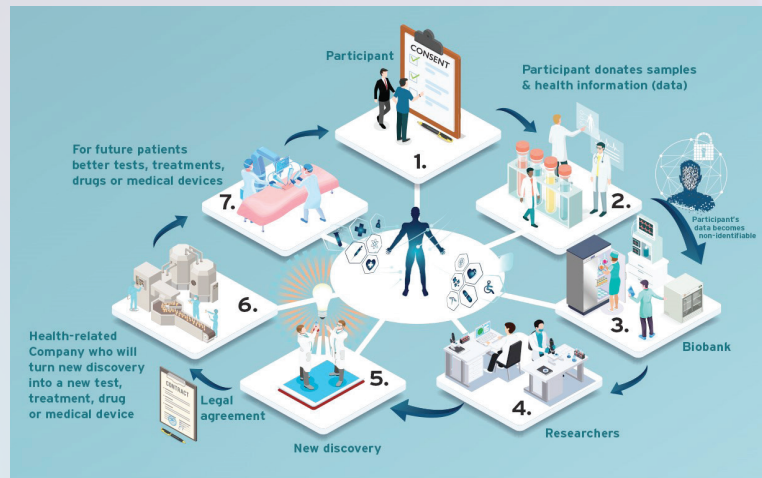 Participant
CONSENT
1.
Participant donates samples
& health information (data)
2.
Participant's
data becomes
non-identifiable
3.
Biobank
4.
Researchers
5.
New discovery
Legal
agreement
CONTRACT
6.
Health-related
Company who will
turn new discovery
into a new test,
treatment, drug
or medical device
7.
For future patients
better tests, treatments,
drugs or medical devices